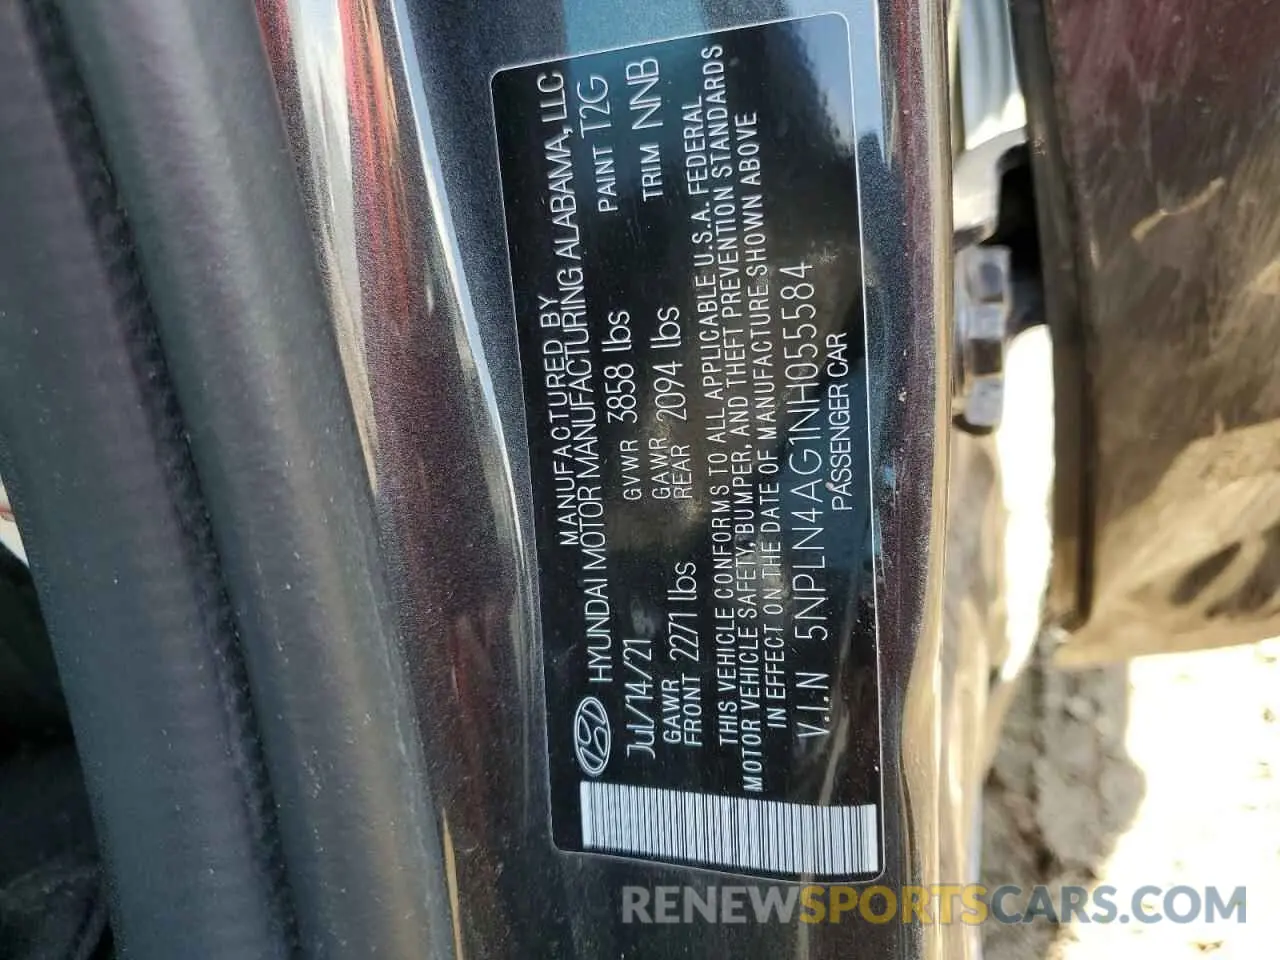 MANUFACTURED BY
HYUNDAI MOTOR MANUFACTURING ALABAMA, LLC
Jul/14/21 GVWR 3858 lbs PAINT T2G
GAWR FRONT 2271 lbs GAWR REAR 2094 lbs TRIM NNB
THIS VEHICLE CONFORMS TO ALL APPLICABLE U.S.A. FEDERAL
MOTOR VEHICLE SAFETY, BUMPER, AND THEFT PREVENTION STANDARDS
IN EFFECT ON THE DATE OF MANUFACTURE SHOWN ABOVE
V.I.N 5NPLN4AG1NH055584
PASSENGER CAR
RENEWSPORTSCARS.COM